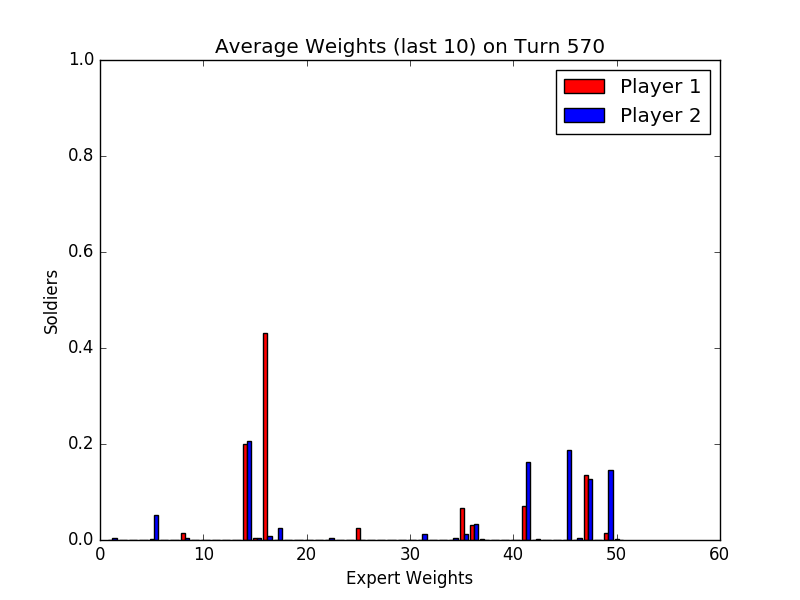 Average Weights (last 10) on Turn 570
1.0
0.8
0.6
0.4
0.2
0.0
Soldiers
Player 1
Player 2
0 10 20 30 40 50 60
Expert Weights